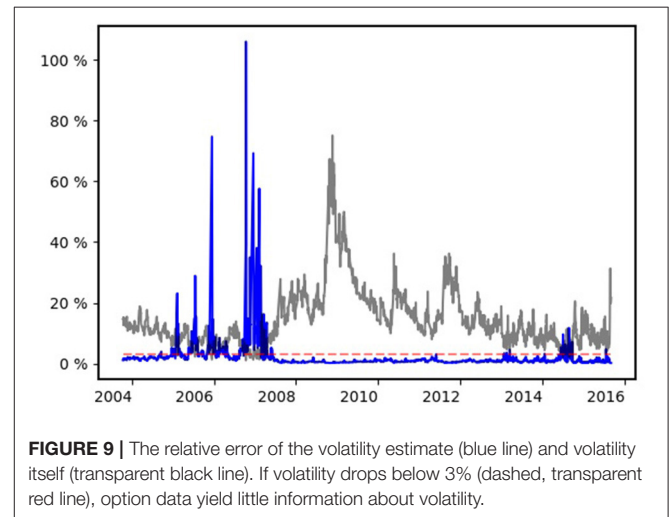 100 %
80 %
60 %
40 %
20 %
0 %
2004 2006 2008 2010 2012 2014 2016
FIGURE 9 | The relative error of the volatility estimate (blue line) and volatility
itself (transparent black line). If volatility drops below 3% (dashed, transparent
red line), option data yield little information about volatility.